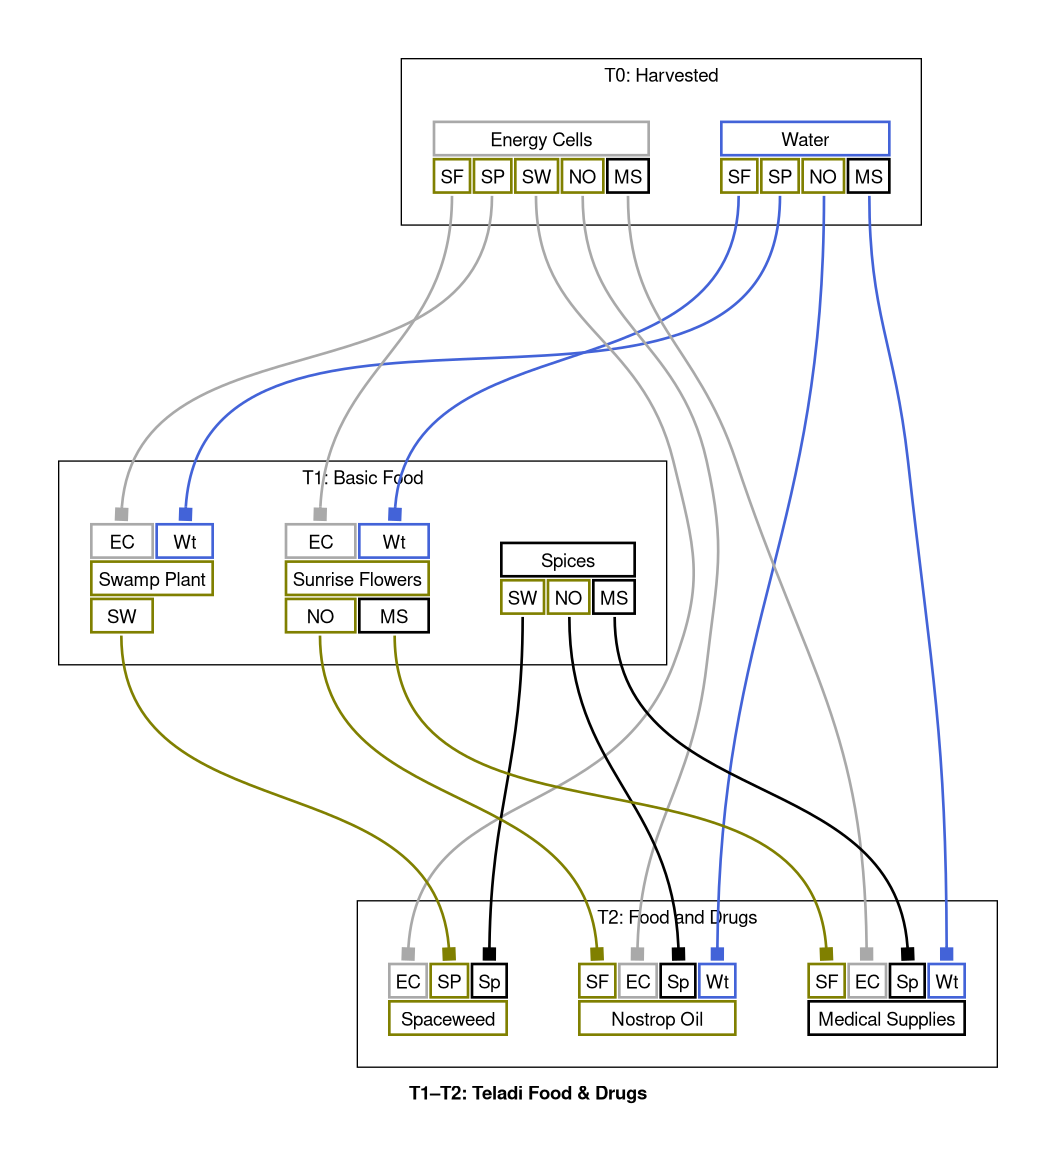 T0: Harvested
Energy Cells Water
SF SP SW NO MS SF SP NO MS
T1: Basic Food
EC Wt EC Wt
Spices
Swamp Plant Sunrise Flowers
SW NO MS
SW NO MS
T2: Food and Drugs
EC SP Sp SF EC Sp Wt SF EC Sp Wt
Spaceweed Nostrop Oil Medical Supplies
T1–T2: Teladi Food & Drugs